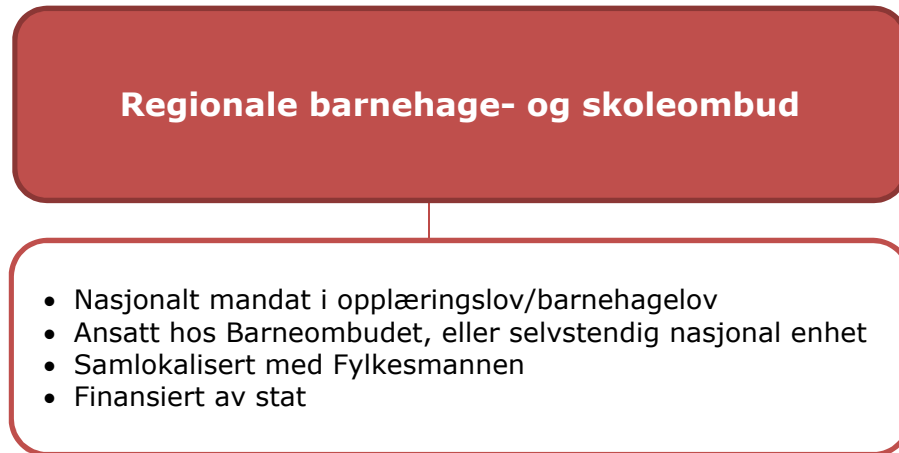 Regionale barnehage- og skoleombud
• Nasjonalt mandat i opplæringslov/barnehagelov
• Ansatt hos Barneombudet, eller selvstendig nasjonal enhet
• Samlokalisert med Fylkesmannen
• Finansiert av stat